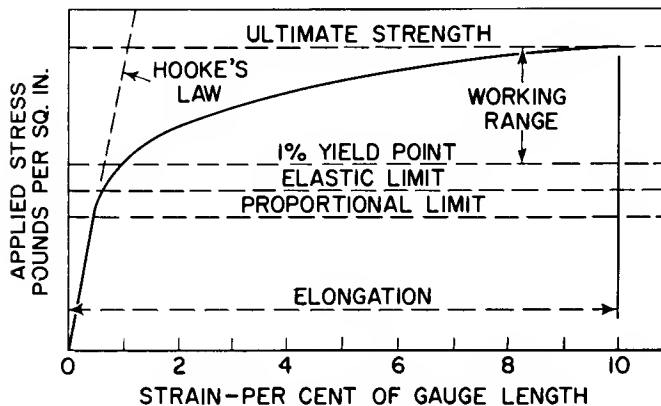 ULTIMATE STRENGTH
HOOKE'S
LAW
WORKING
RANGE
1% YIELD POINT
ELASTIC LIMIT
PROPORTIONAL LIMIT
ELONGATION
APPLIED STRESS
POUNDS PER SQ. IN.
0 2 4 6 8 10
STRAIN-PER CENT OF GAUGE LENGTH